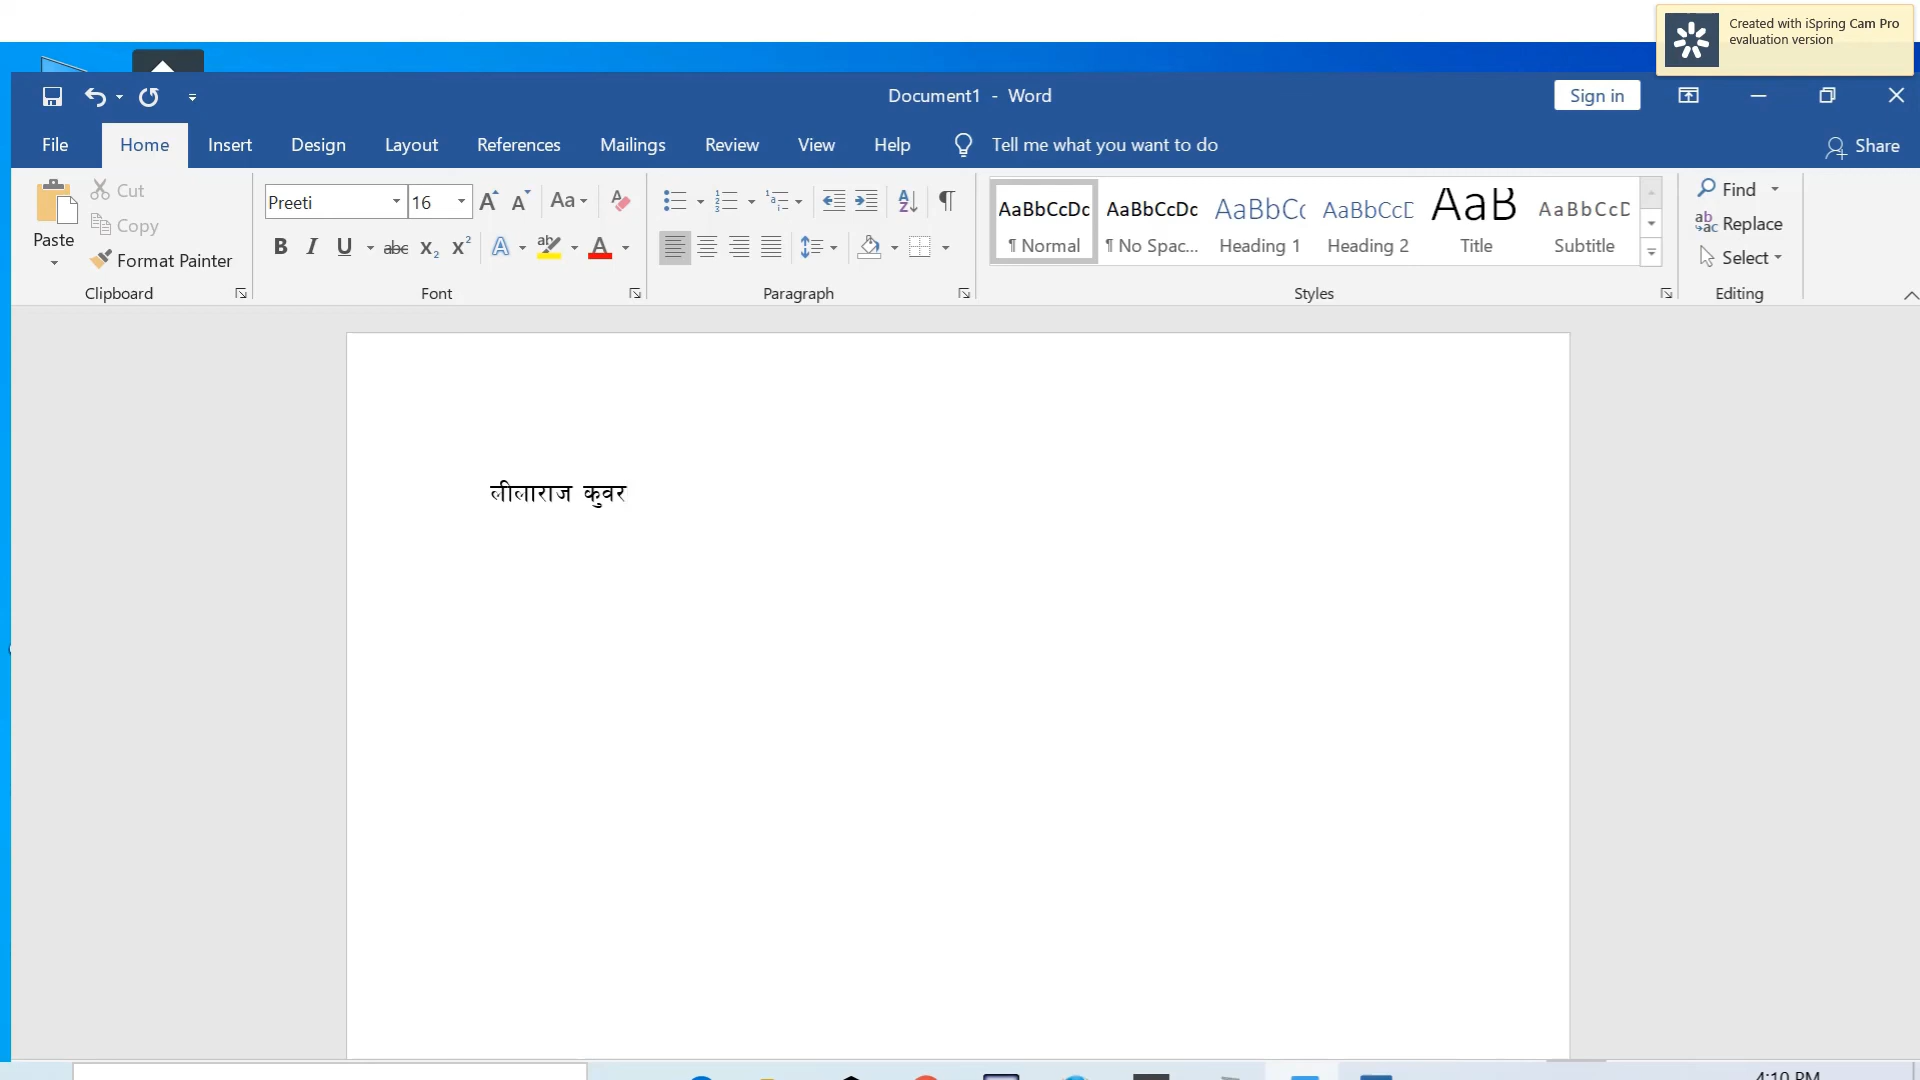 Created with iSpring Cam Pro
evaluation version
Document1 - Word
Sign in
File Home Insert Design Layout References Mailings Review View Help Tell me what you want to do Share
Paste
Cut
Copy
Format Painter
Clipboard
Preeti 16
Font
Paragraph
AaBbCcDc AaBbCcDc AaBbCc AaBbCcD AaB AaBbCcD
¶ Normal ¶ No Spac... Heading 1 Heading 2 Title Subtitle
Styles
Find
Replace
Select
Editing
लीलाराज कुवर
4:10 PM